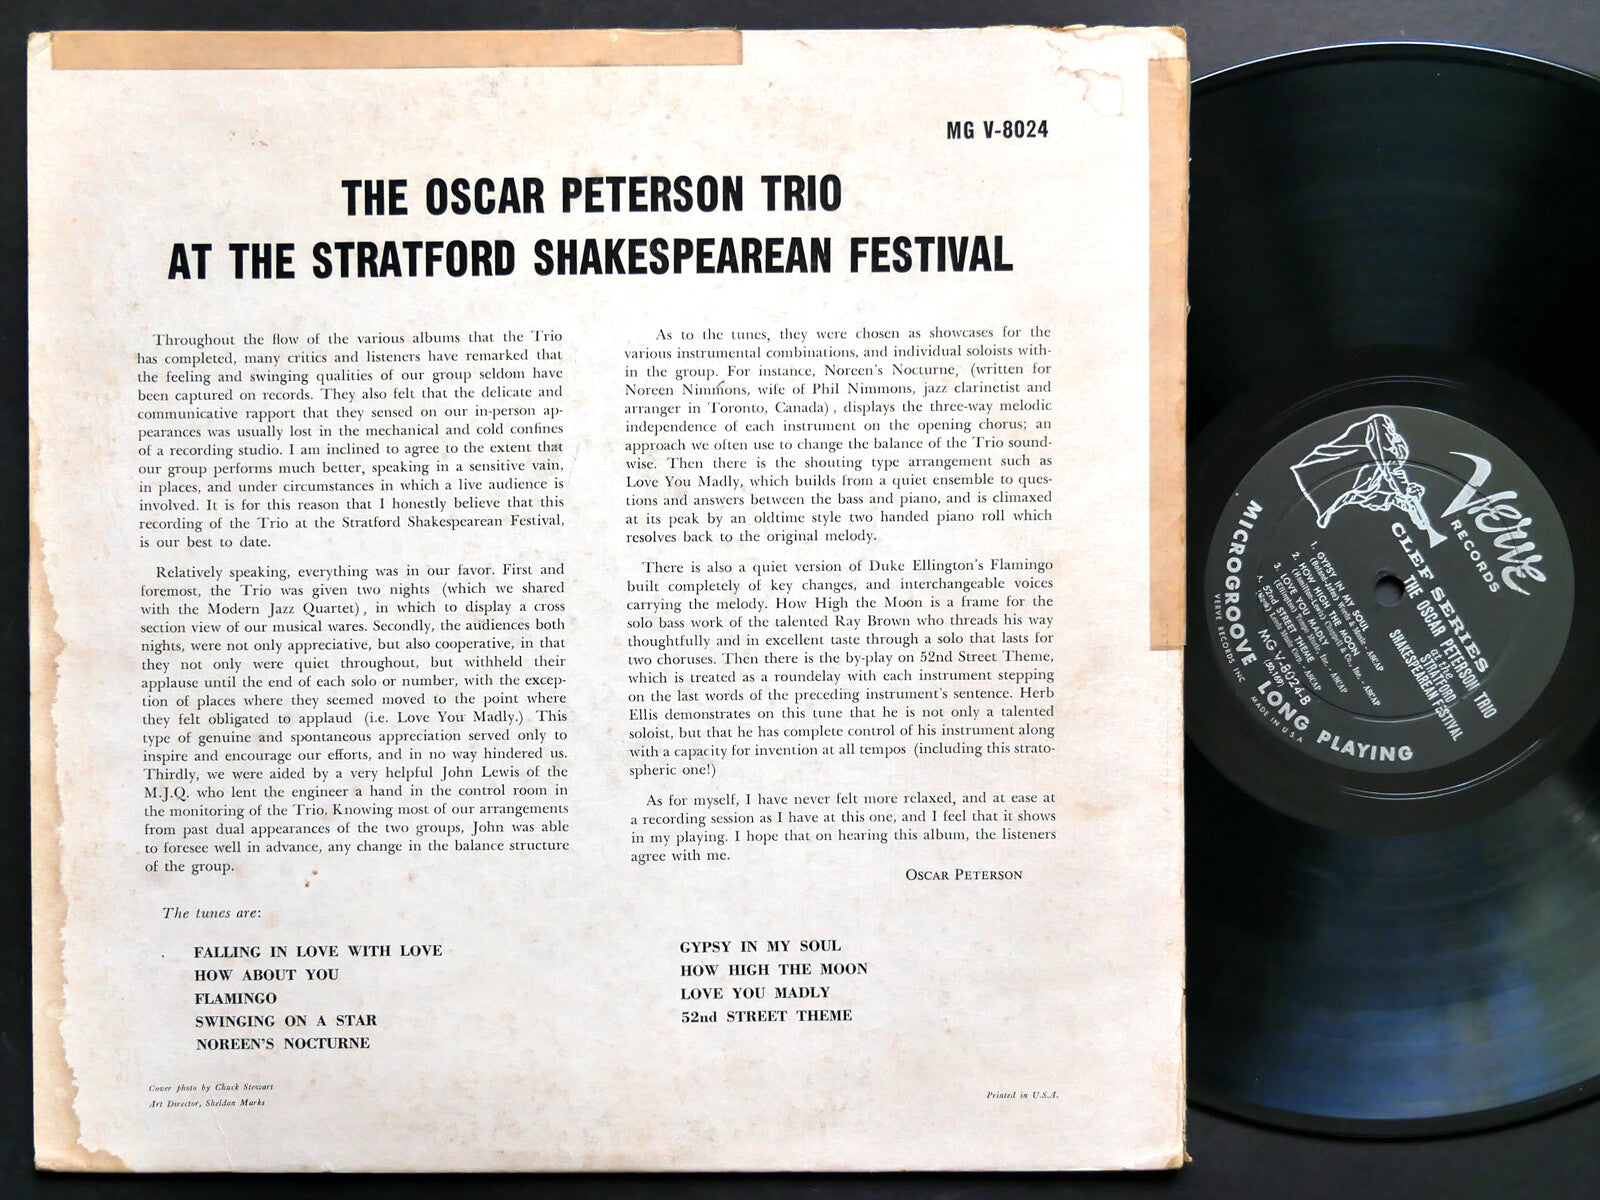 MG V-8024
THE OSCAR PETERSON TRIO
AT THE STRATFORD SHAKESPEAREAN FESTIVAL
Throughout the flow of the various albums that the Trio
has completed, many critics and listeners have remarked that
the feeling and swinging qualities of our group seldom have
been captured on records. They also felt that the delicate and
communicative rapport that they sensed on our in-person ap-
pearances was usually lost in the mechanical and cold confines
of a recording studio. I am inclined to agree to the extent that
our group performs much better, speaking in a sensitive vain,
in places, and under circumstances in which a live audience is
involved. It is for this reason that I honestly believe that this
recording of the Trio at the Stratford Shakespearean Festival,
is our best to date.
Relatively speaking, everything was in our favor. First and
foremost, the Trio was given two nights (which we shared
with the Modern Jazz Quartet), in which to display a cross
section view of our musical wares. Secondly, the audiences both
nights, were not only appreciative, but also cooperative, in that
they not only were quiet throughout, but withheld their
applause until the end of each solo or number, with the excep-
tion of places where they seemed moved to the point where
they felt obligated to applaud (i.e. Love You Madly.) This
type of genuine and spontaneous appreciation served only to
inspire and encourage our efforts, and in no way hindered us.
Thirdly, we were aided by a very helpful John Lewis of the
M.J.Q. who lent the engineer a hand in the control room in
the monitoring of the Trio. Knowing most of our arrangements
from past dual appearances of the two groups, John was able
to foresee well in advance, any change in the balance structure
of the group.
As to the tunes, they were chosen as showcases for the
various instrumental combinations, and individual soloists with-
in the group. For instance, Noreen's Nocturne, (written for
Noreen Nimmons, wife of Phil Nimmons, jazz clarinetist and
arranger in Toronto, Canada), displays the three-way melodic
independence of each instrument on the opening chorus; an
approach we often use to change the balance of the Trio sound-
wise. Then there is the shouting type arrangement such as
Love You Madly, which builds from a quiet ensemble to ques-
tions and answers between the bass and piano, and is climaxed
at its peak by an oldtime style two handed piano roll which
resolves back to the original melody.
There is also a quiet version of Duke Ellington's Flamingo
built completely of key changes, and interchangeable voices
carrying the melody. How High the Moon is a frame for the
solo bass work of the talented Ray Brown who threads his way
thoughtfully and in excellent taste through a solo that lasts for
two choruses. Then there is the by-play on 52nd Street Theme,
which is treated as a roundelay with each instrument stepping
on the last words of the preceding instrument's sentence. Herb
Ellis demonstrates on this tune that he is not only a talented
soloist, but that he has complete control of his instrument along
with a capacity for invention at all tempos (including this strato-
spheric one!)
As for myself, I have never felt more relaxed, and at ease at
a recording session as I have at this one, and I feel that it shows
in my playing. I hope that on hearing this album, the listeners
agree with me.
OSCAR PETERSON
The tunes are:
FALLING IN LOVE WITH LOVE
HOW ABOUT YOU
FLAMINGO
SWINGING ON A STAR
NOREEN'S NOCTURNE
GYPSY IN MY SOUL
HOW HIGH THE MOON
LOVE YOU MADLY
52nd STREET THEME
Cover photo by Chuck Stewart
Art Director, Sheldon Marks
Printed in U.S.A.
Verve
RECORDS
CLEF SERIES
THE OSCAR PETERSON TRIO
at the
STRATFORD
SHAKESPEAREAN FESTIVAL
1. GYPSY IN MY SOUL
2. HOW HIGH THE MOON
3. LOVE YOU MADLY
4. 52nd STREET THEME
MG V-8024-B
(50,169)
MICROGROOVE LONG PLAYING
VERVE RECORDS INC
MADE IN U.S.A